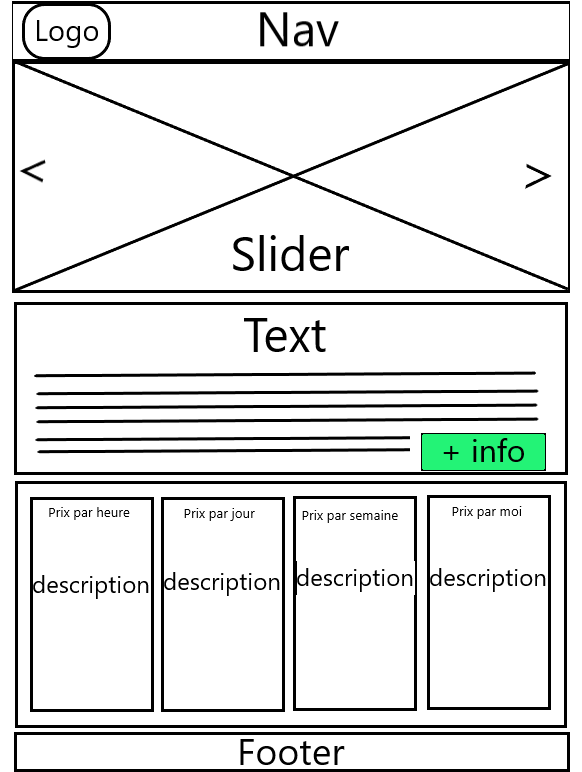 Logo
Nav
<
>
Slider
Text
+ info
Prix par heure
Prix par jour
Prix par semaine
Prix par moi
description
description
description
description
Footer